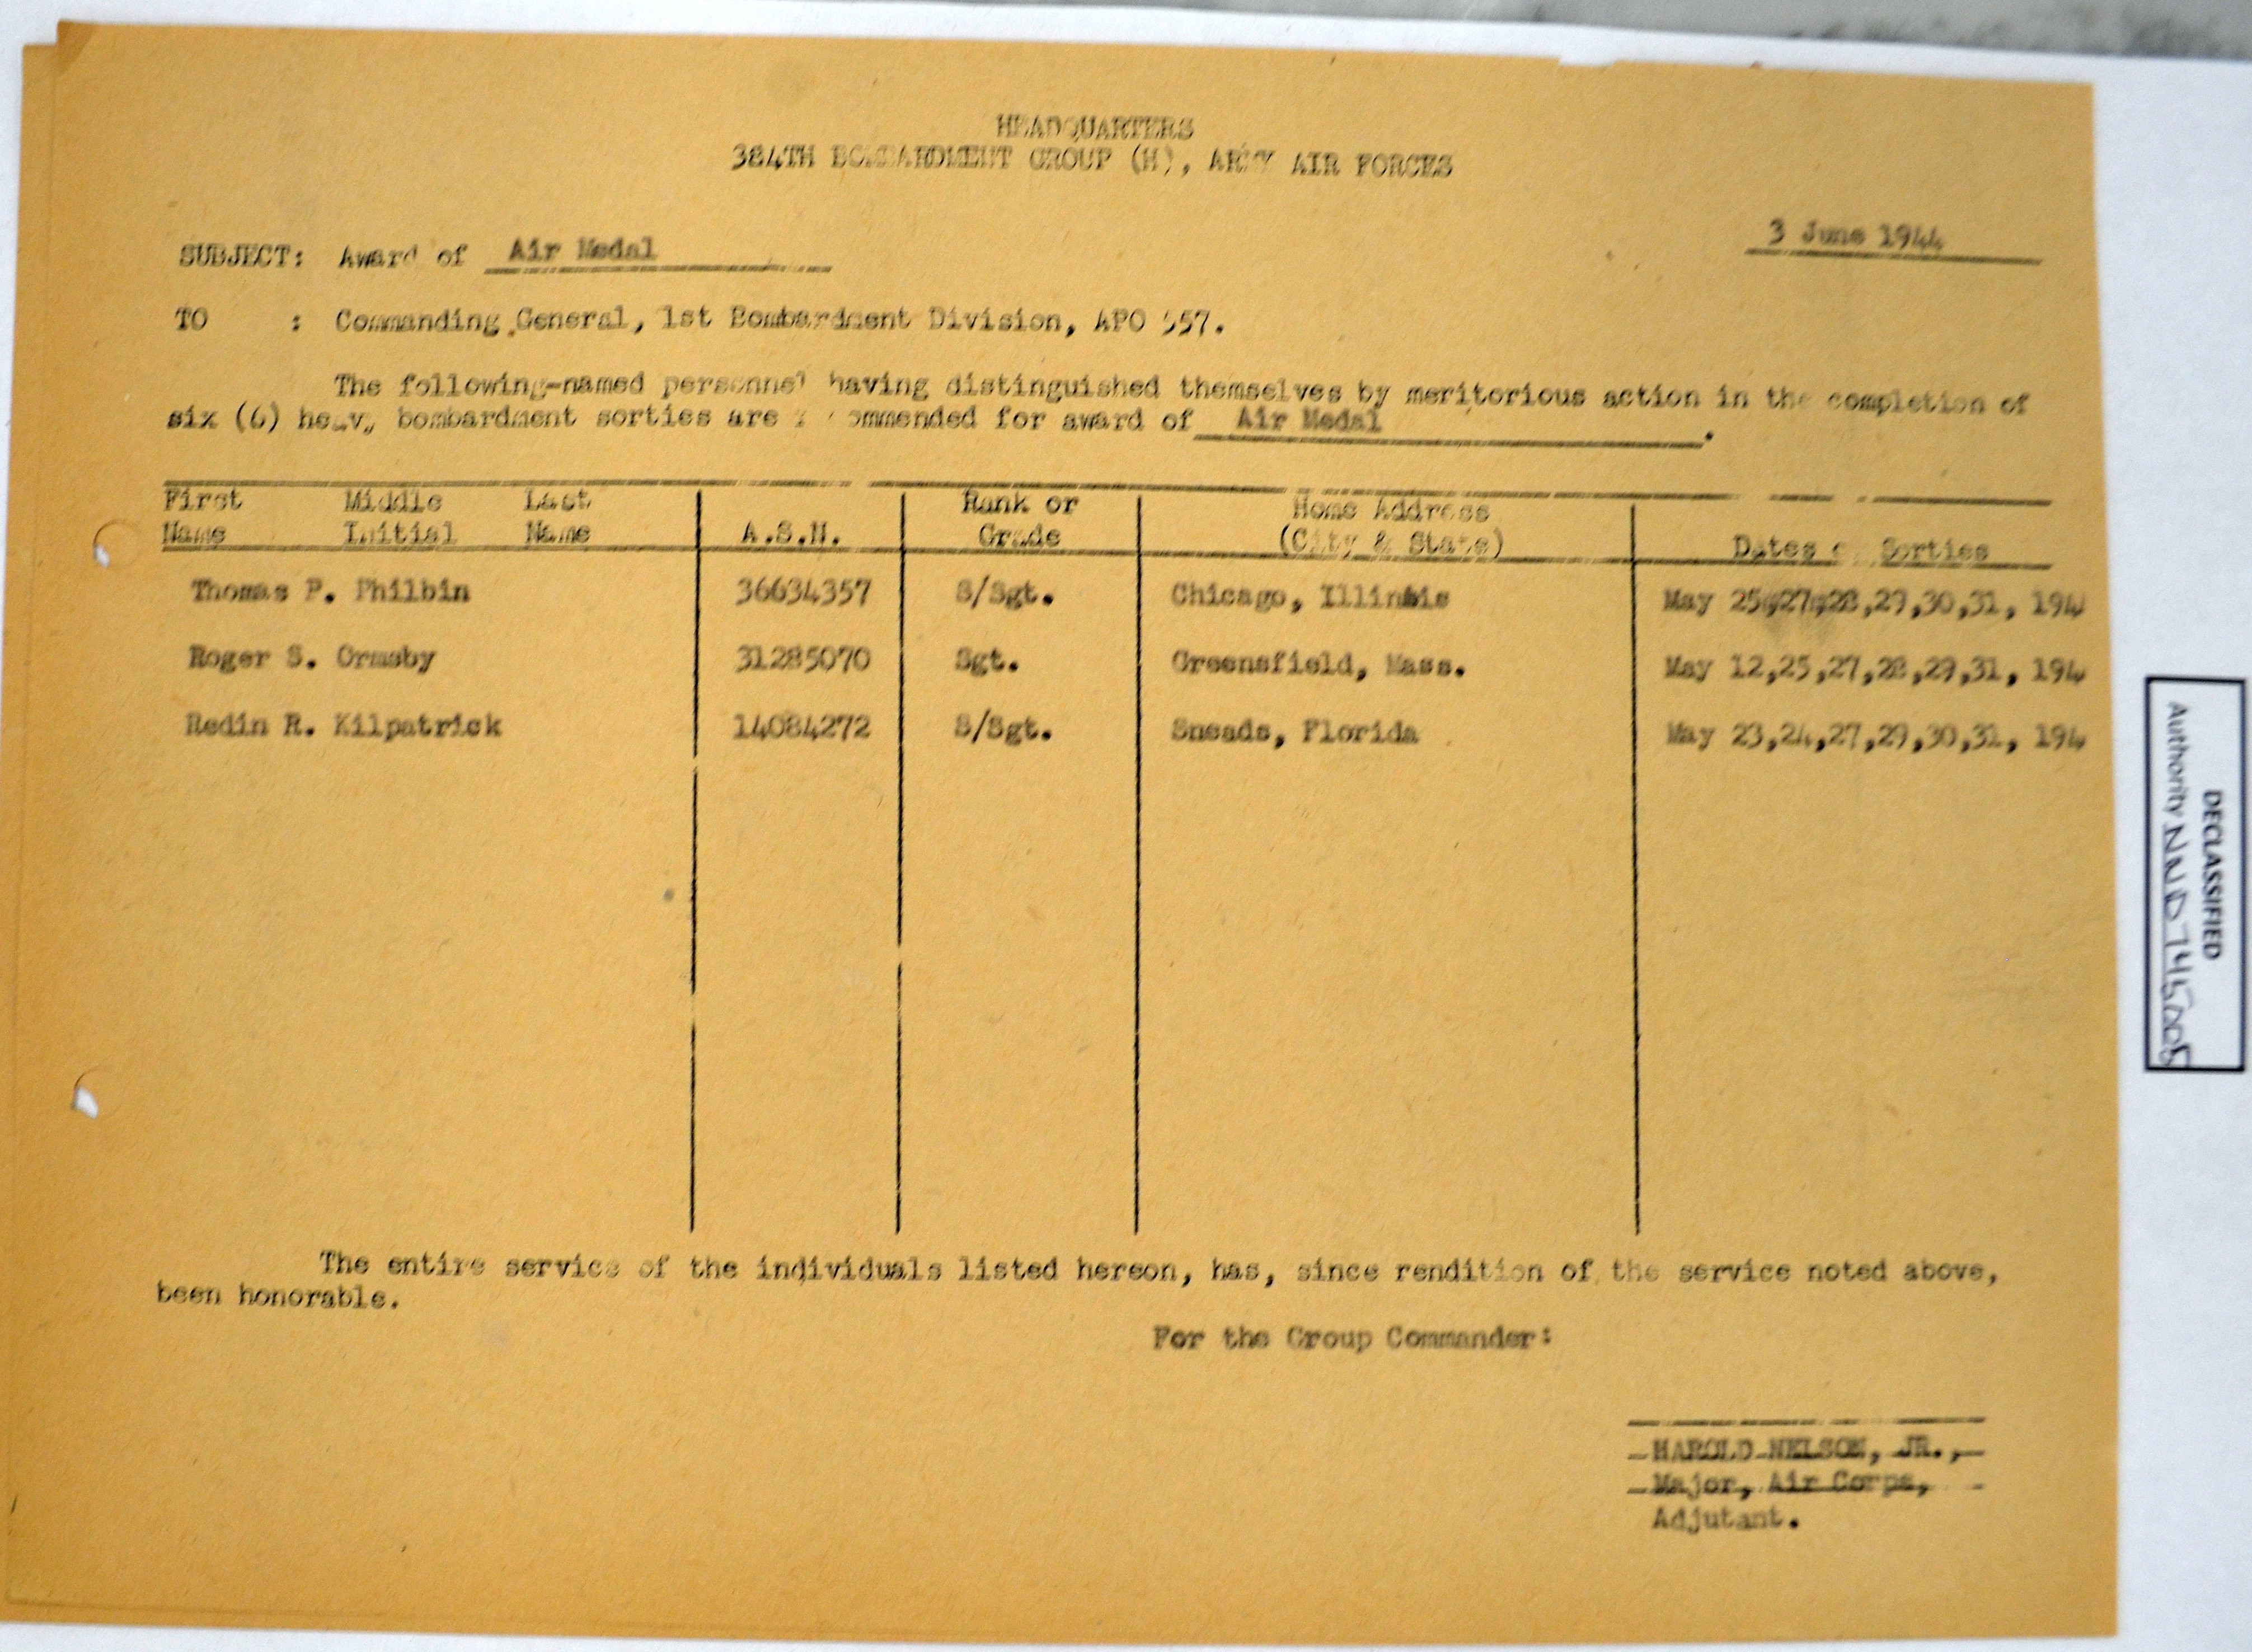 HEADQUARTERS
384TH BOMBARDMENT GROUP (H), ARMY AIR FORCES
3 June 1944
SUBJECT: Award of Air Medal
TO : Commanding General, 1st Bombardment Division, APO 557.
The following-named personnel having distinguished themselves by meritorious action in the completion of
six (6) heavy bombardment sorties are recommended for award of Air Medal.
First Middle Last Rank or Home Address
Name Initial Name A.S.N. Grade (City & State) Dates of Sorties
Thomas P. Philbin 36634357 S/Sgt. Chicago, Illinois May 25,27,28,29,30,31, 194
Roger S. Ormsby 31285070 Sgt. Greensfield, Mass. May 12,25,27,28,29,31, 194
Redin R. Kilpatrick 14084272 S/Sgt. Sneads, Florida May 23,24,27,29,30,31, 194
The entire service of the individuals listed hereon, has, since rendition of the service noted above,
been honorable.
For the Group Commander:
HAROLD NELSON, JR.,
Major, Air Corps,
Adjutant.
DECLASSIFIED
Authority NND 745005